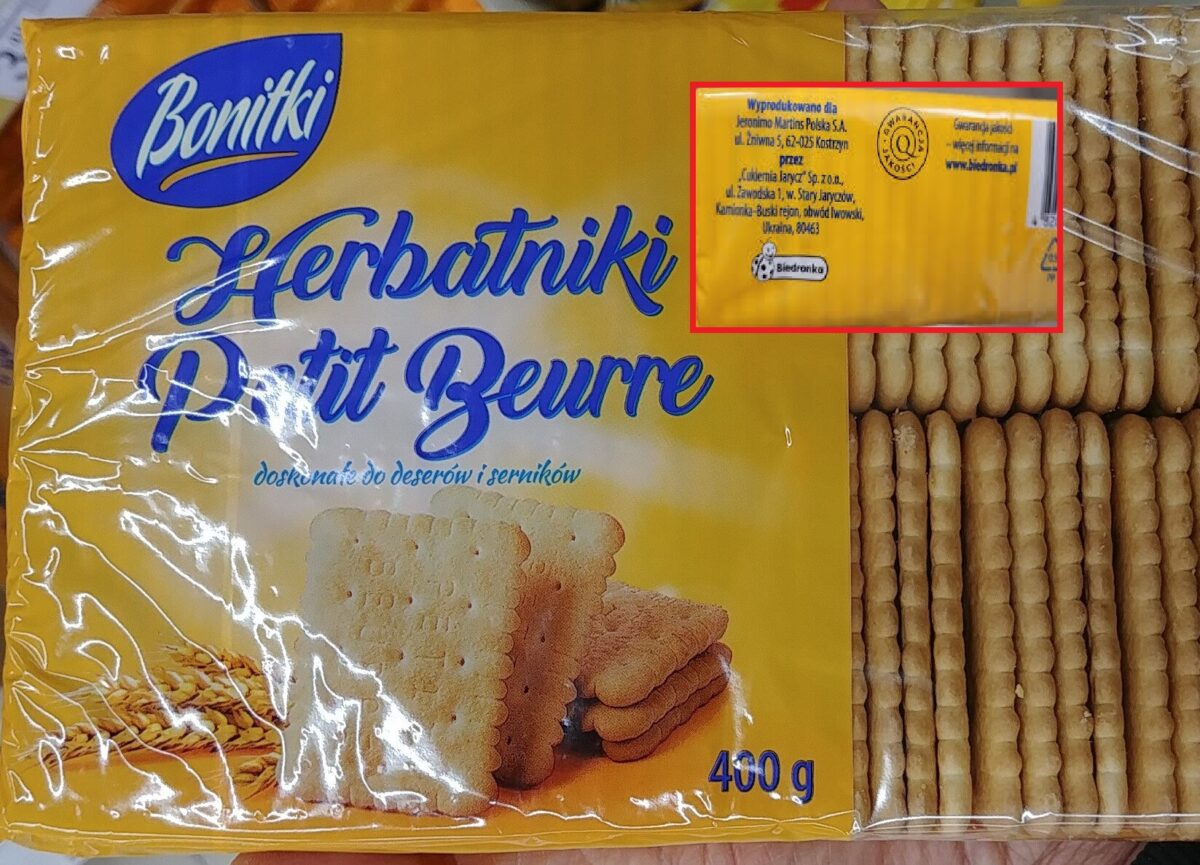 Bonitki
Herbatniki
Petit Beurre
doskonałe do deserów i serników
400 g
Wyprodukowano dla
Jeronimo Martins Polska S.A.
ul. Żniwna 5, 62-025 Kostrzyn
przez
„Cukiernia Jarycz” Sp. z o.o.,
ul. Zawodska 1, w. Stary Jaryczów,
Kamionka-Buski rejon, obwód lwowski,
Ukraina, 80463
Biedronka
GWARANCJA JAKOŚCI
Q
Gwarancja jakości
- więcej informacji na
www.biedronka.pl